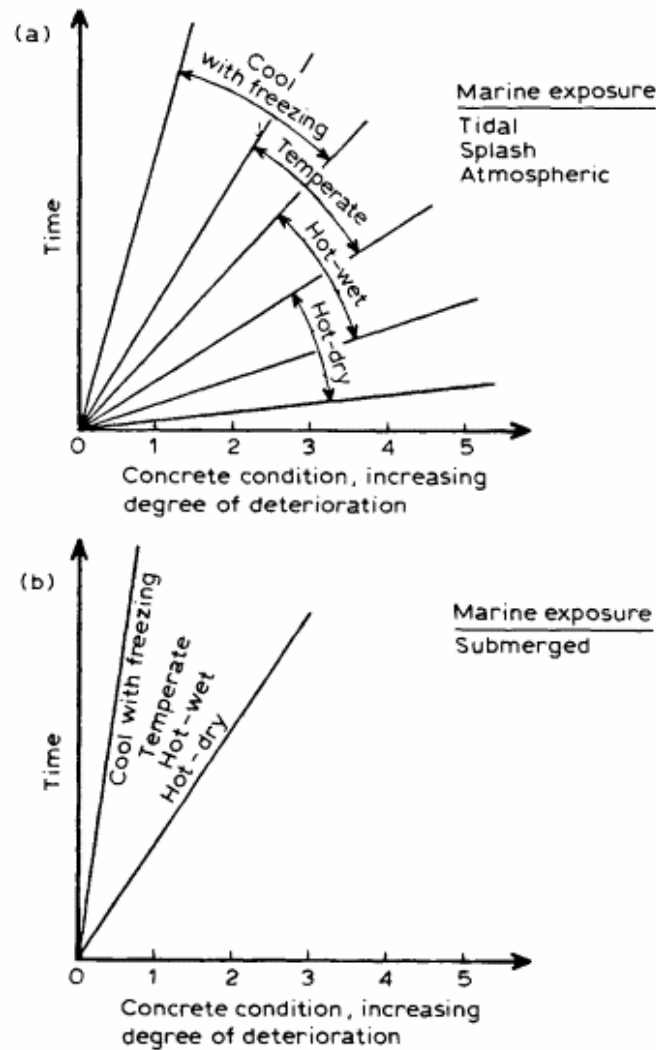 (a)
Cool
with freezing
Temperate
Hot-wet
Hot-dry
Marine exposure
Tidal
Splash
Atmospheric
Time
0 1 2 3 4 5
Concrete condition, increasing
degree of deterioration
(b)
Cool with freezing
Temperate
Hot-wet
Hot-dry
Marine exposure
Submerged
Time
0 1 2 3 4 5
Concrete condition, increasing
degree of deterioration